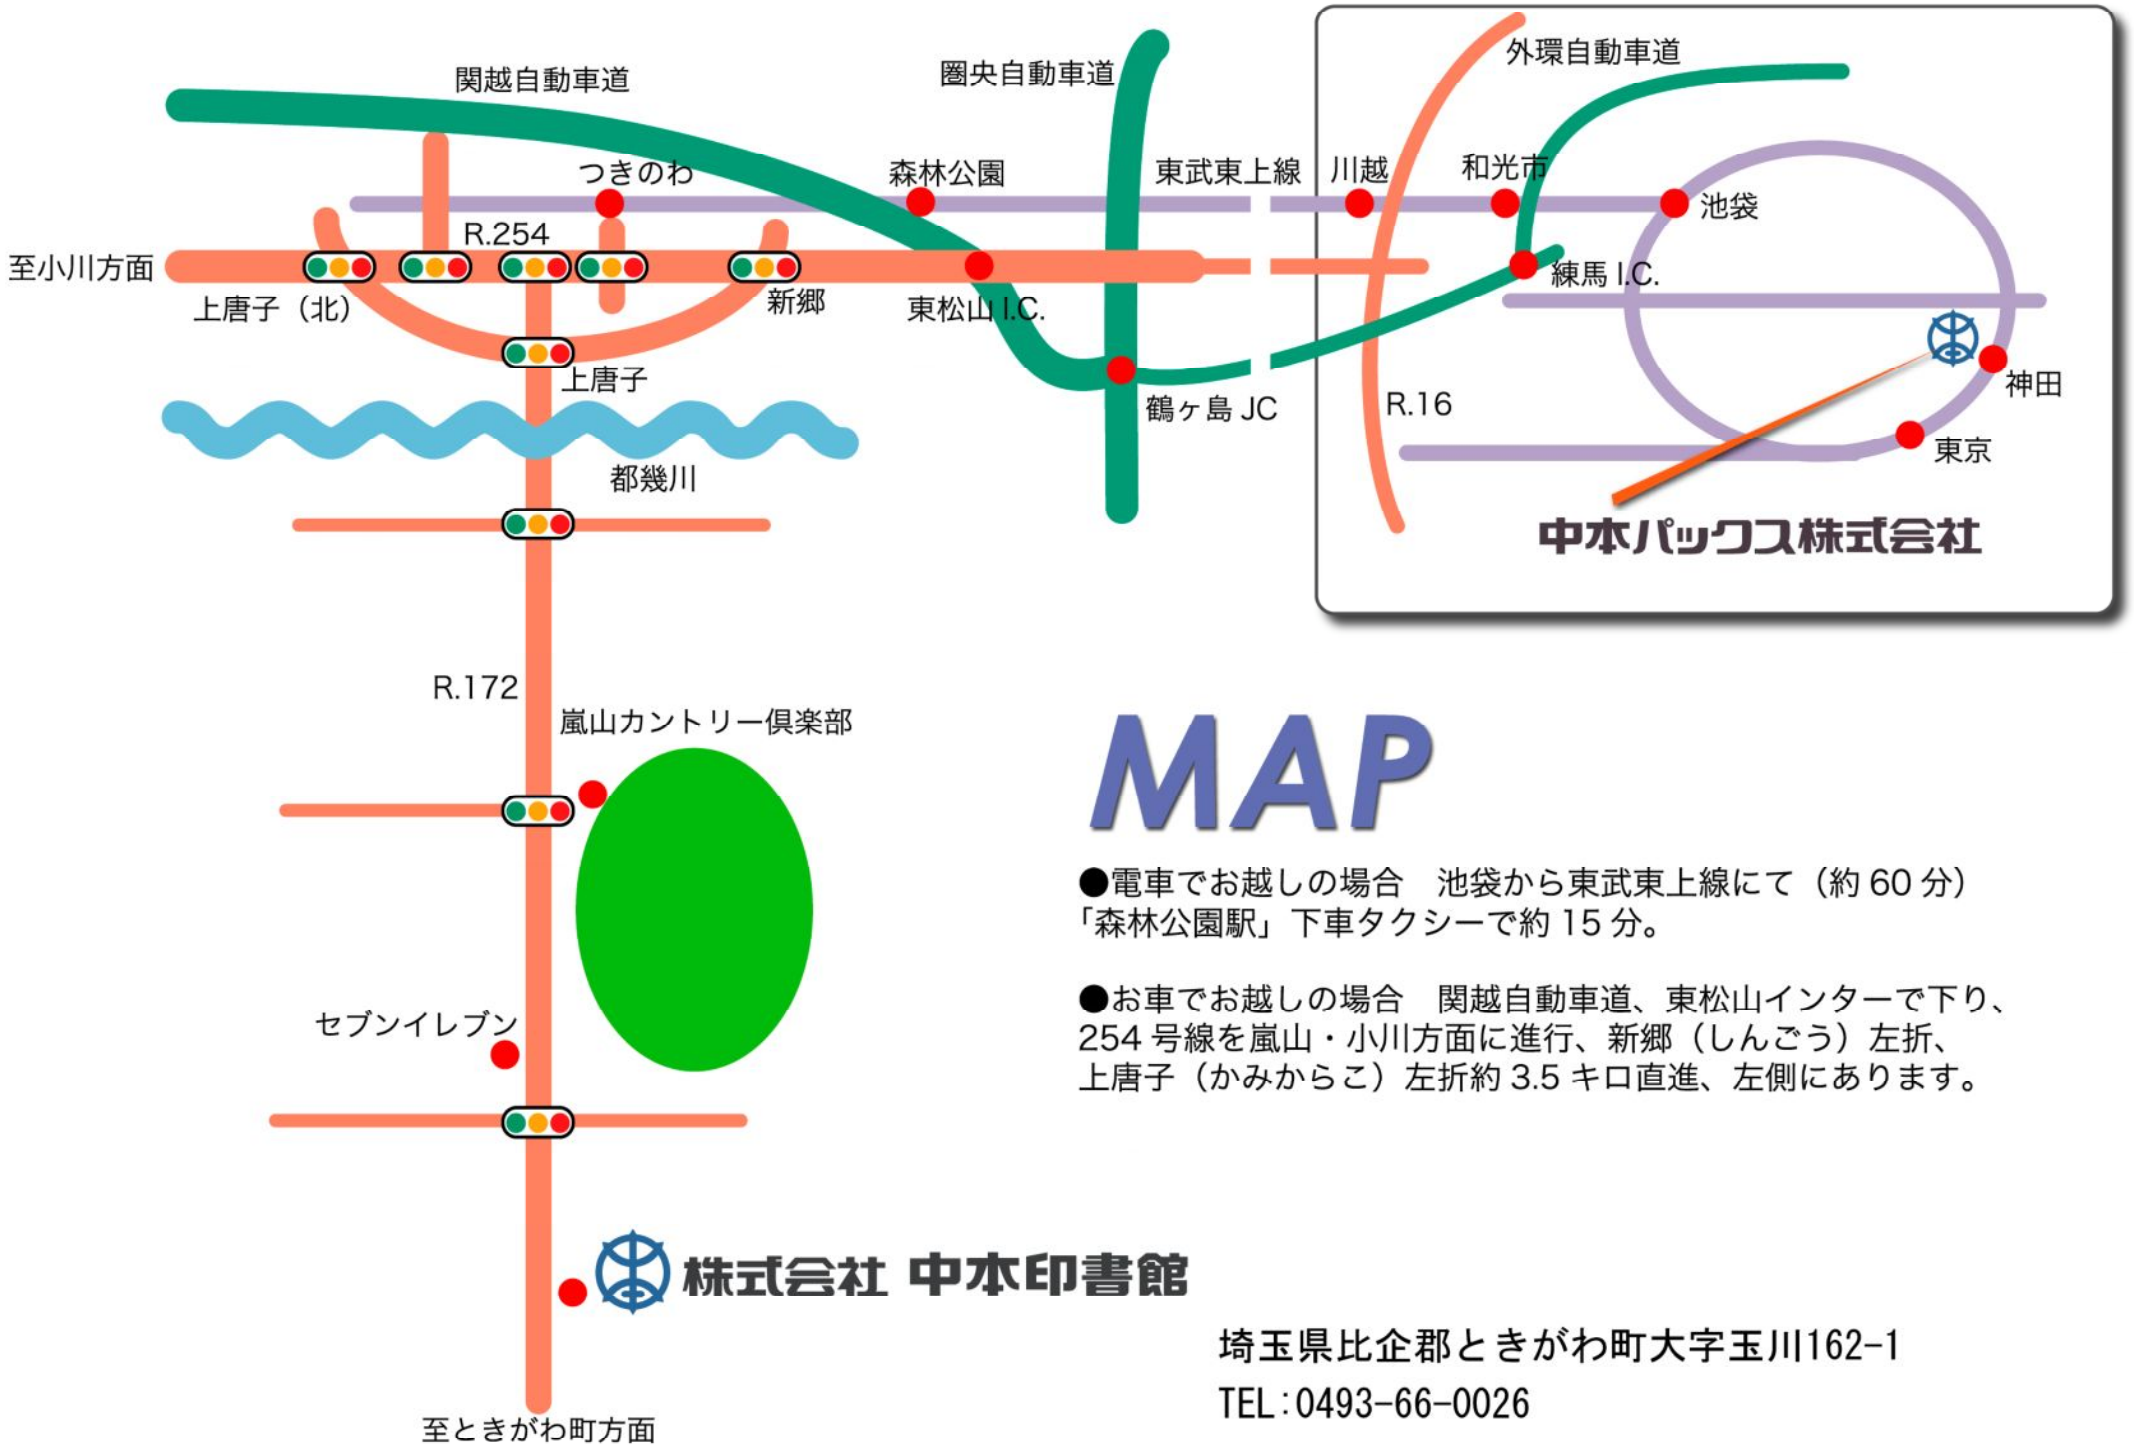 関越自動車道
圏央自動車道
外環自動車道
つきのわ
森林公園
東武東上線
川越
和光市
池袋
R.254
至小川方面
上唐子（北）
新郷
東松山 I.C.
練馬 I.C.
上唐子
鶴ヶ島 JC
R.16
神田
東京
都幾川
中本パックス株式会社
R.172
嵐山カントリー倶楽部
MAP
●電車でお越しの場合　池袋から東武東上線にて（約 60 分）
「森林公園駅」下車タクシーで約 15 分。
●お車でお越しの場合　関越自動車道、東松山インターで下り、
254 号線を嵐山・小川方面に進行、新郷（しんごう）左折、
上唐子（かみからこ）左折約 3.5 キロ直進、左側にあります。
セブンイレブン
株式会社 中本印書館
埼玉県比企郡ときがわ町大字玉川162-1
TEL:0493-66-0026
至ときがわ町方面